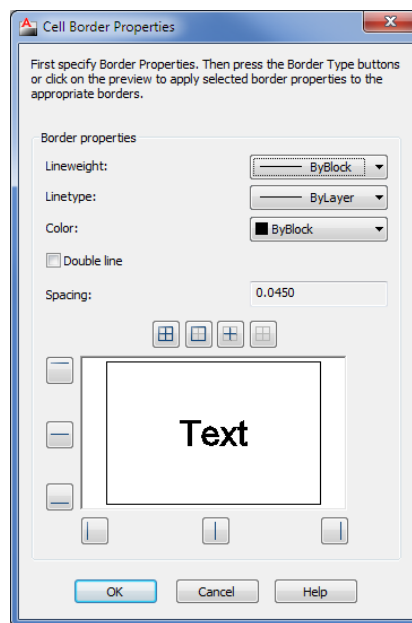 Cell Border Properties
First specify Border Properties. Then press the Border Type buttons
or click on the preview to apply selected border properties to the
appropriate borders.
Border properties
Lineweight:
ByBlock
Linetype:
ByLayer
Color:
ByBlock
Double line
Spacing:
0.0450
Text
OK
Cancel
Help